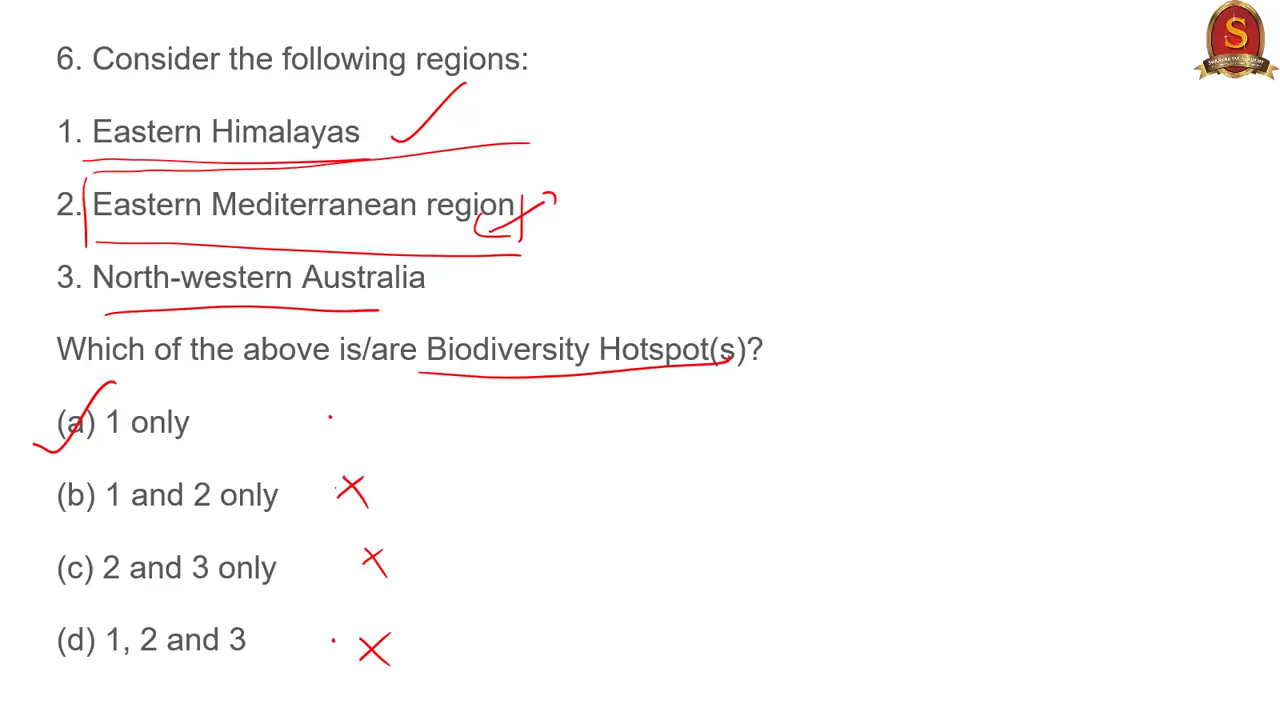 6. Consider the following regions:
1. Eastern Himalayas
2. Eastern Mediterranean region
3. North-western Australia
Which of the above is/are Biodiversity Hotspot(s)?
(a) 1 only
(b) 1 and 2 only
(c) 2 and 3 only
(d) 1, 2 and 3
S